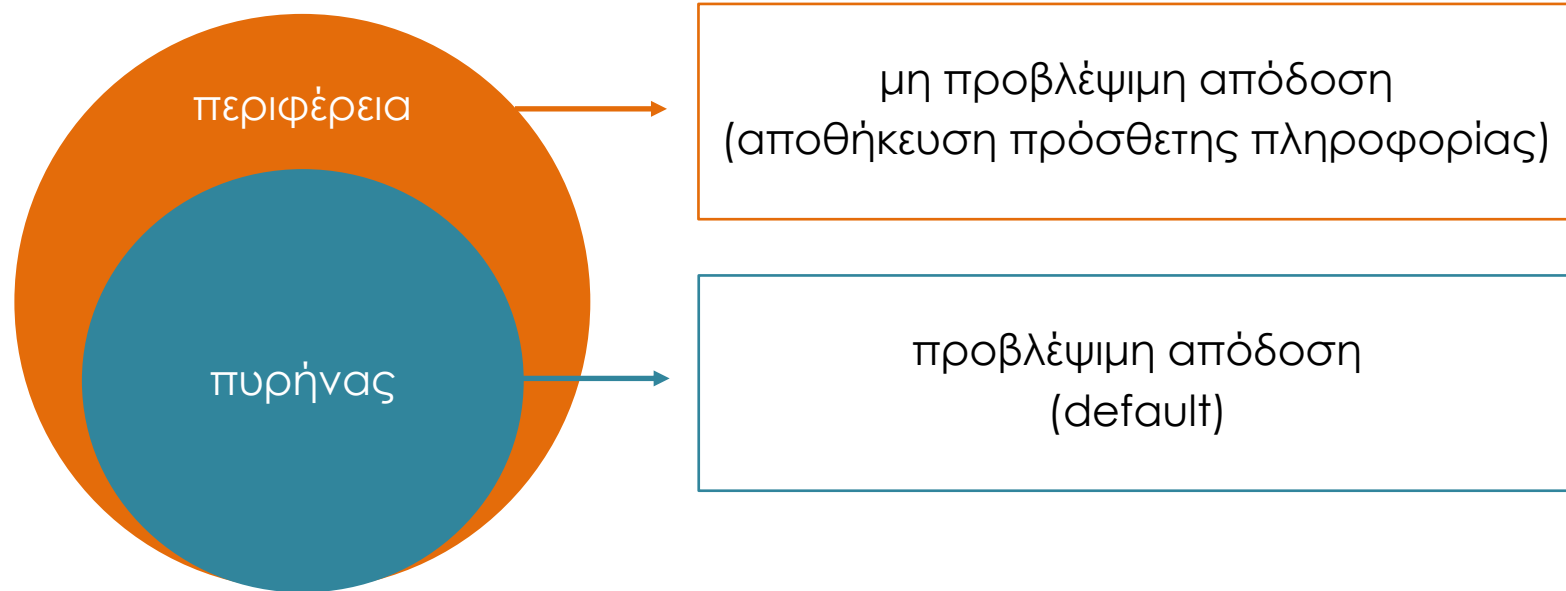 περιφέρεια
μη προβλέψιμη απόδοση
(αποθήκευση πρόσθετης πληροφορίας)
πυρήνας
προβλέψιμη απόδοση
(default)